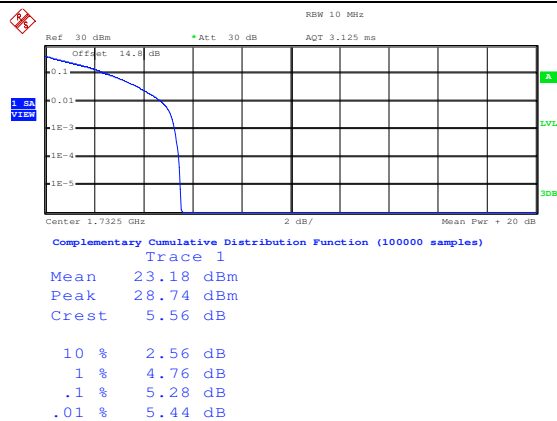 R S
RBW 10 MHz
Ref 30 dBm *Att 30 dB AQT 3.125 ms
Offset 14.8 dB
0.1
A
0.01
1 SA
VIEW
1E-3
LVL
1E-4
1E-5
3DB
Center 1.7325 GHz 2 dB/ Mean Pwr + 20 dB
Complementary Cumulative Distribution Function (100000 samples)
Trace 1
Mean 23.18 dBm
Peak 28.74 dBm
Crest 5.56 dB
10 % 2.56 dB
1 % 4.76 dB
.1 % 5.28 dB
.01 % 5.44 dB